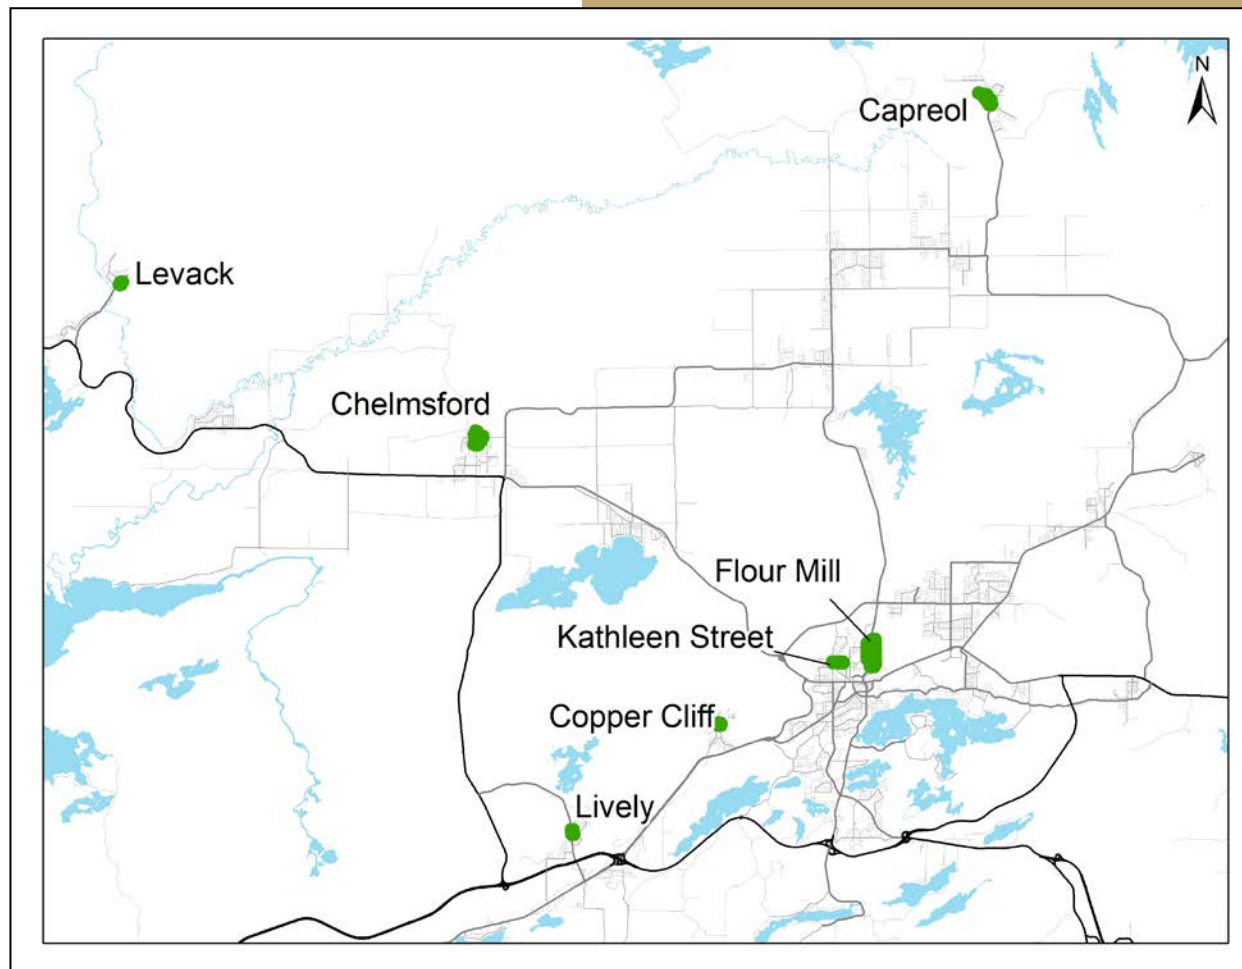 N
Capreol
Levack
Chelmsford
Flour Mill
Kathleen Street
Copper Cliff
Lively